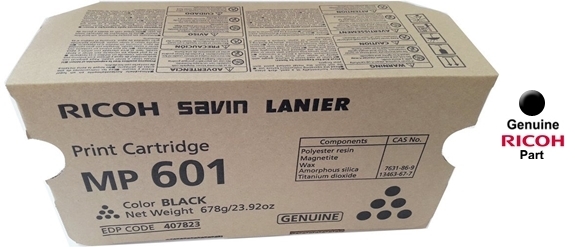 AVERTISSEMENT
PRECAUCIÓN
ADVERTENCIA
RICOH SAVIN LANIER
Print Cartridge
MP 601
Color BLACK
Net Weight 678g/23.92oz
EDP CODE 407823
GENUINE
Components CAS No.
Polyester resin
Magnetite
Wax
Amorphous silica 7631-86-9
Titanium dioxide 13463-67-7
Genuine
RICOH
Part